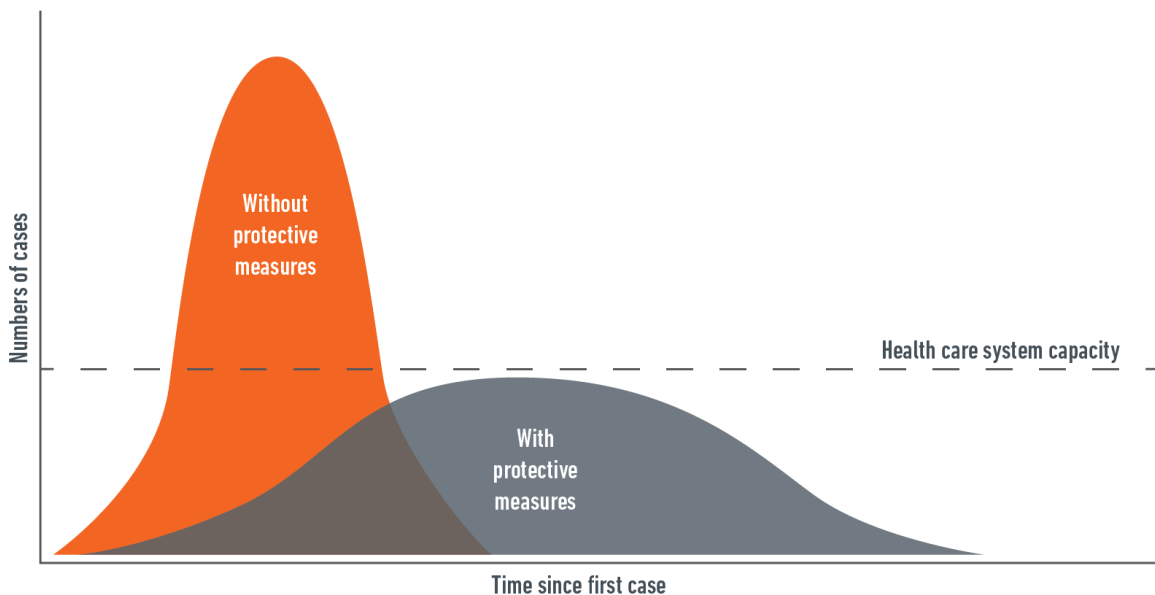 Without
protective
measures
Numbers of cases
Health care system capacity
With
protective
measures
Time since first case